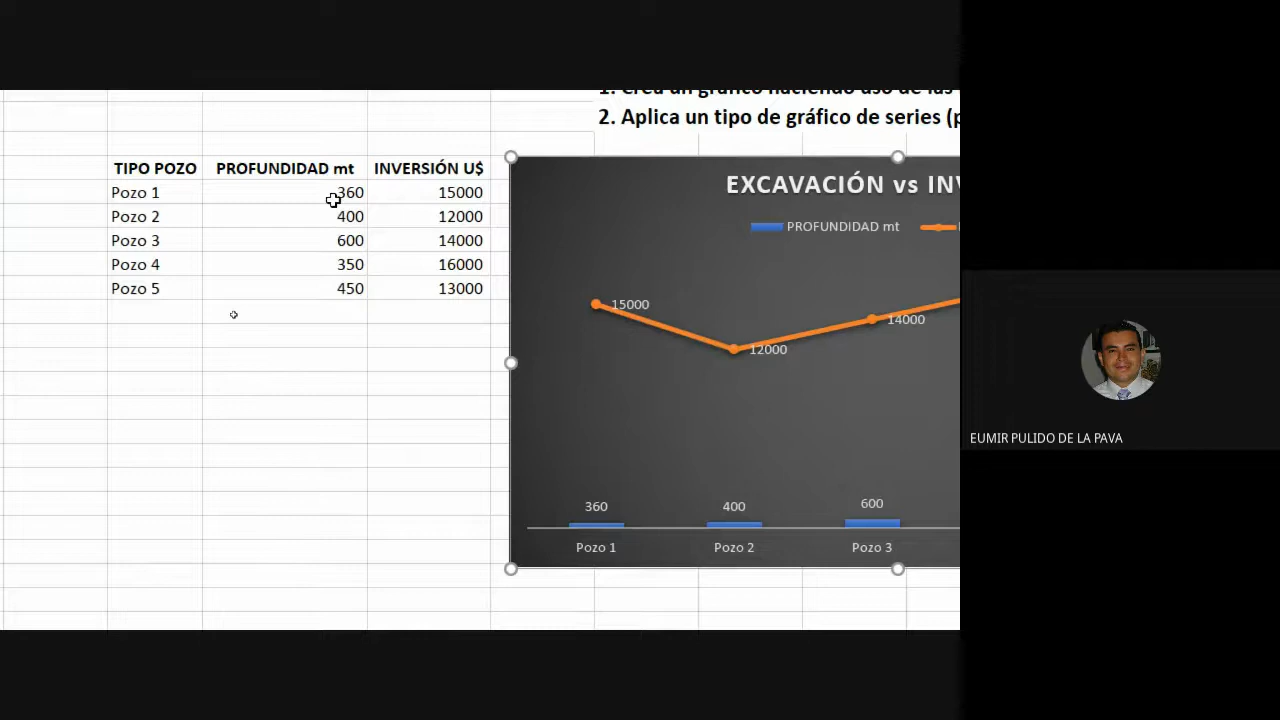 2. Aplica un tipo de gráfico de series (p
TIPO POZO PROFUNDIDAD mt INVERSIÓN U$
Pozo 1 360 15000
Pozo 2 400 12000
Pozo 3 600 14000
Pozo 4 350 16000
Pozo 5 450 13000
EXCAVACIÓN vs INV
PROFUNDIDAD mt
15000
14000
12000
360 400 600
Pozo 1 Pozo 2 Pozo 3
EUMIR PULIDO DE LA PAVA